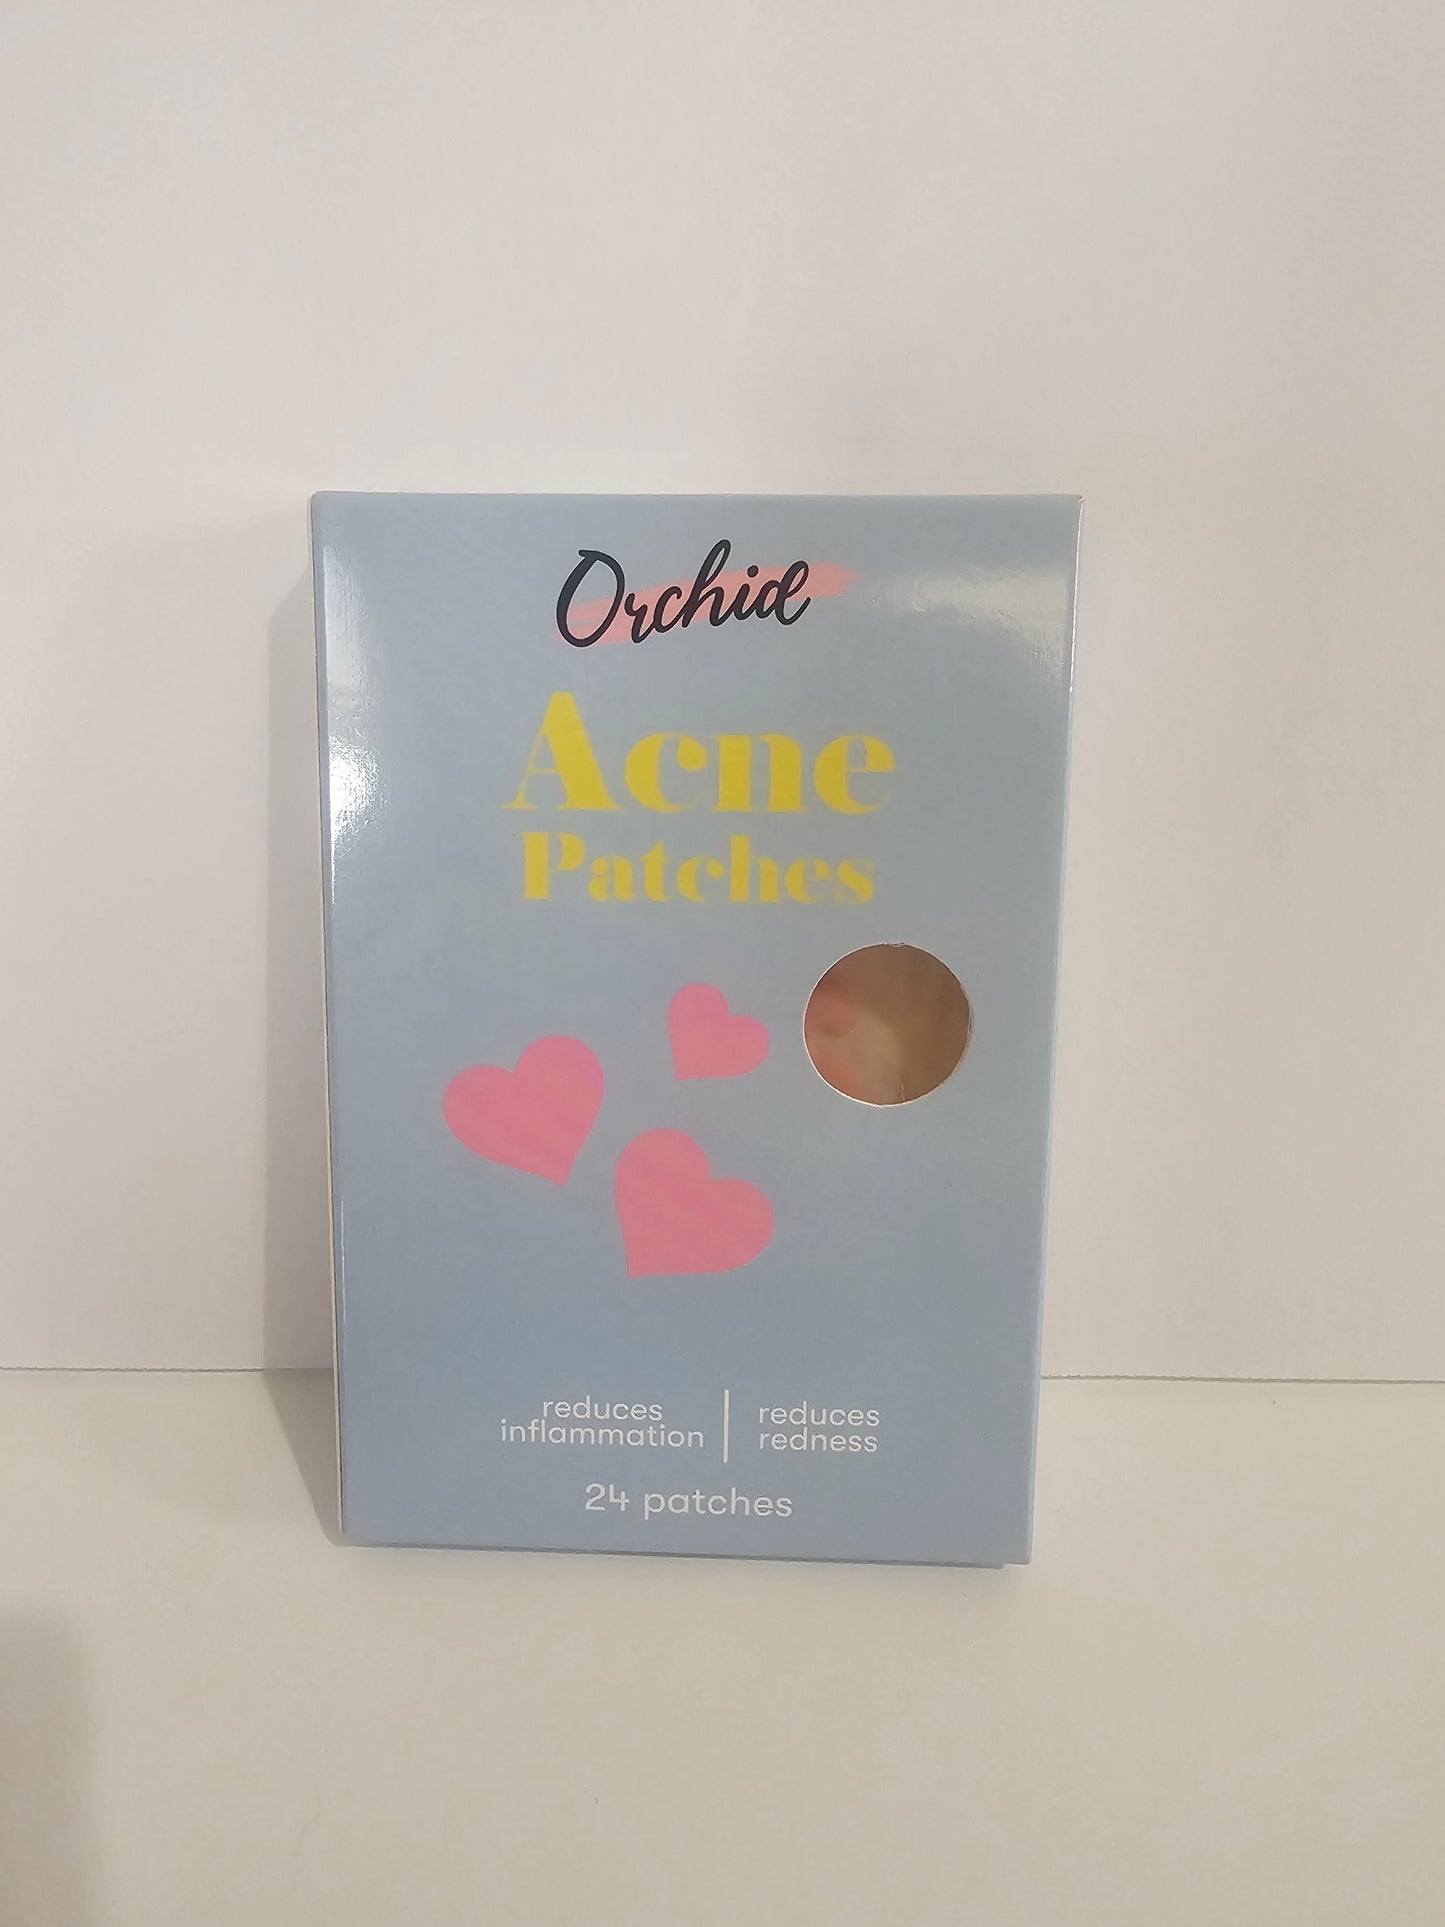 Orchid
Acne
Patches
reduces
inflammation
reduces
redness
24 patches